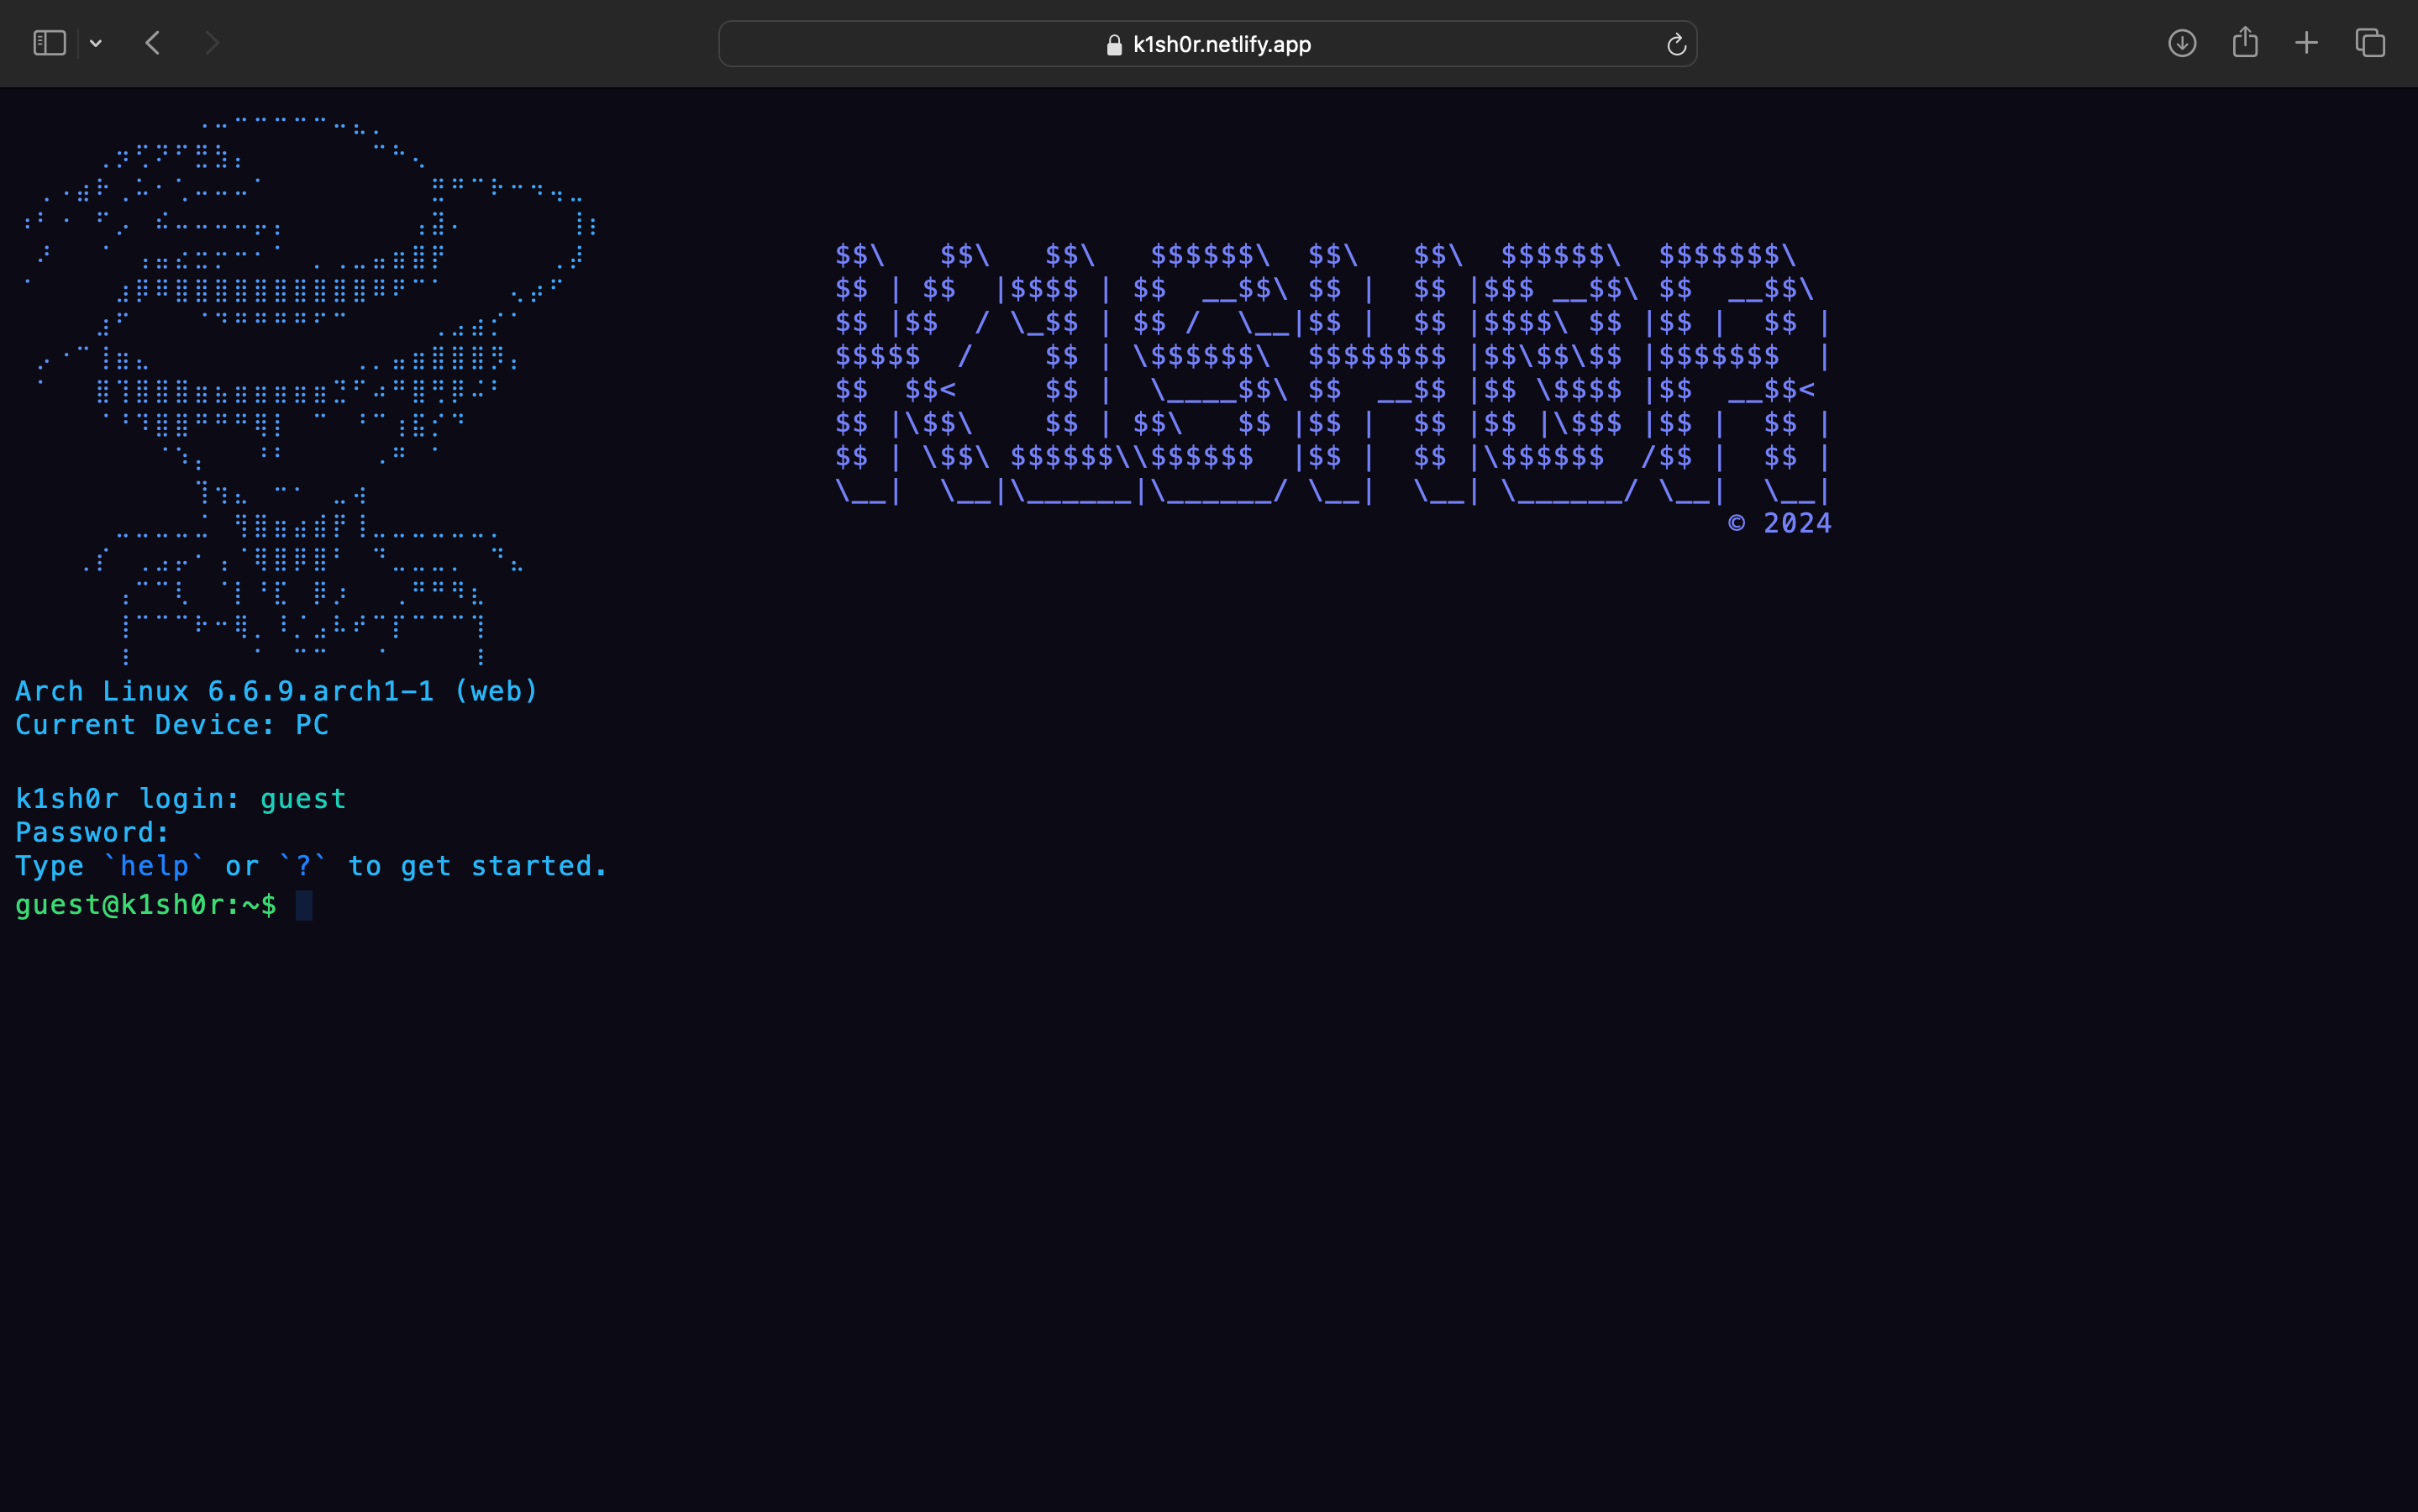 k1sh0r.netlify.app
$$\   $$\   $$\   $$$$$$\  $$\   $$\  $$$$$$\  $$$$$$$\
$$ | $$  |$$$$ | $$  __$$\ $$ |  $$ |$$$ __$$\ $$  __$$\
$$ |$$  / \_$$ | $$ /  \__|$$ |  $$ |$$$$\ $$ |$$ |  $$ |
$$$$$  /    $$ | \$$$$$$\  $$$$$$$$ |$$\$$\$$ |$$$$$$$  |
$$  $$<     $$ |  \____$$\ $$  __$$ |$$ \$$$$ |$$  __$$<
$$ |\$$\    $$ | $$\   $$ |$$ |  $$ |$$ |\$$$ |$$ |  $$ |
$$ | \$$\ $$$$$$\\$$$$$$  |$$ |  $$ |\$$$$$$  /$$ |  $$ |
\__|  \__|\______|\______/ \__|  \__| \______/ \__|  \__|
© 2024
Arch Linux 6.6.9.arch1-1 (web)
Current Device: PC
k1sh0r login: guest
Password:
Type `help` or `?` to get started.
guest@k1sh0r:~$